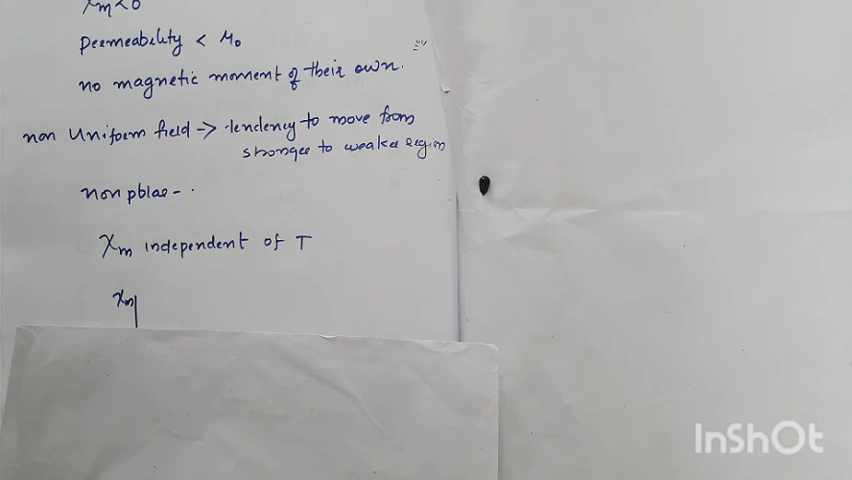 χm<0
permeability < μ0
no magnetic moment of their own.
non Uniform field -> tendency to move from
stronger to weaker region
non polae - .
χm independent of T
χm
InShOt